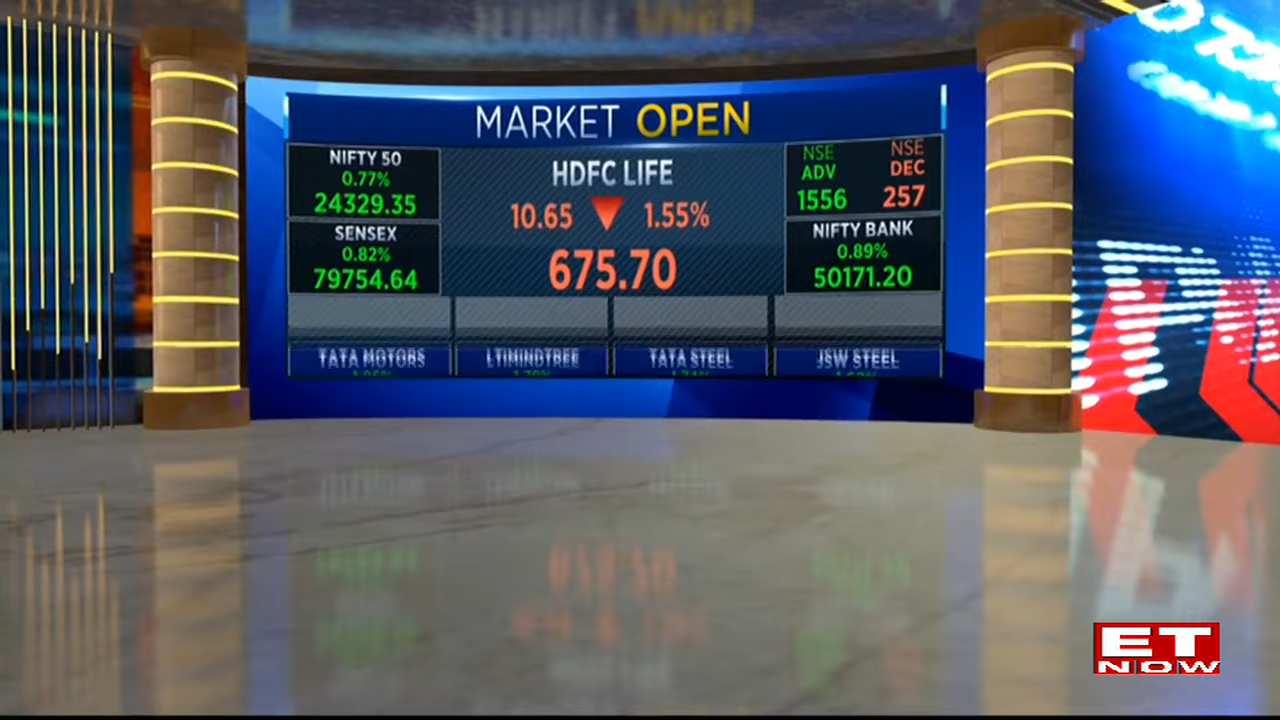 MARKET OPEN
NIFTY 50
0.77%
24329.35
SENSEX
0.82%
79754.64
HDFC LIFE
10.65 ▼ 1.55%
675.70
NSE ADV
1556
NSE DEC
257
NIFTY BANK
0.89%
50171.20
TATA MOTORS
LTIMINDTREE
TATA STEEL
JSW STEEL
ET
NOW